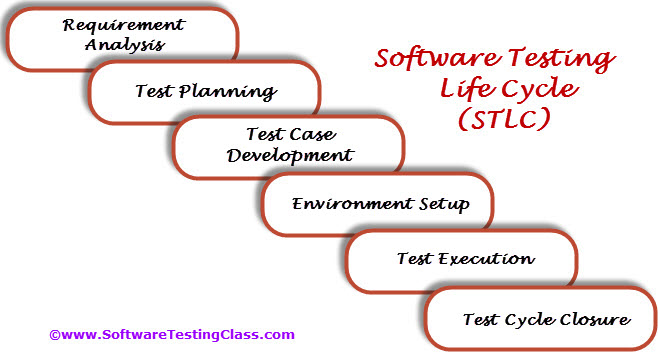 Requirement
Analysis
Software Testing
Life Cycle
(STLC)
Test Planning
Test Case
Development
Environment Setup
Test Execution
Test Cycle Closure
©www.SoftwareTestingClass.com